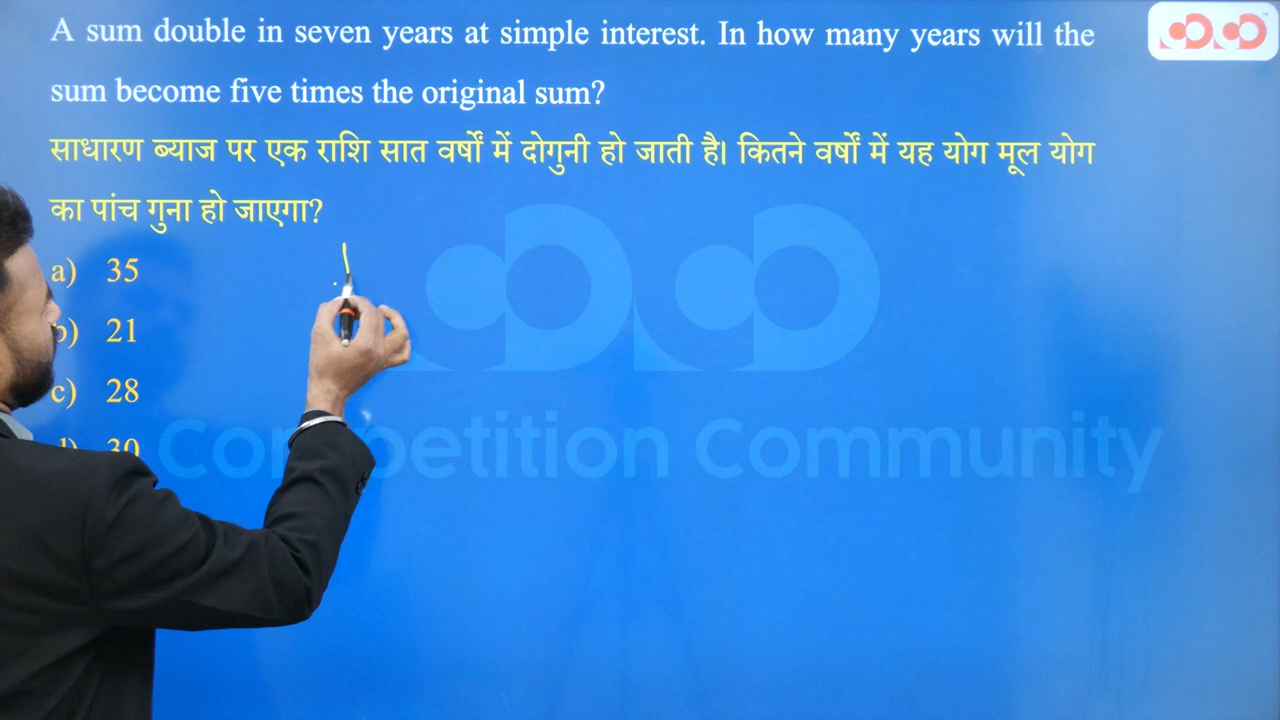 A sum double in seven years at simple interest. In how many years will the
sum become five times the original sum?
साधारण ब्याज पर एक राशि सात वर्षों में दोगुनी हो जाती है। कितने वर्षों में यह योग मूल योग
का पांच गुना हो जाएगा?
a) 35
b) 21
c) 28
d) 30
Competition Community